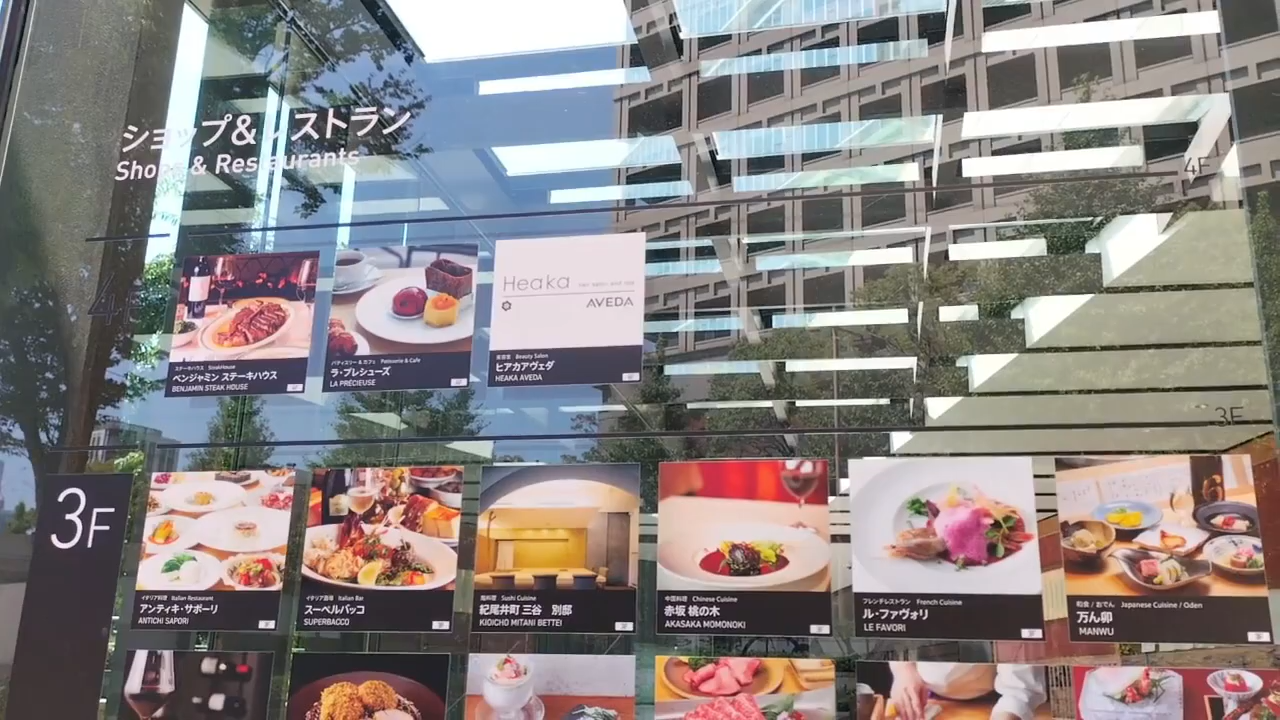 ショップ&レストラン
Shops & Restaurants
4F
4F
Heaka hair salon and spa
AVEDA
ステーキハウス SteakHouse
ベンジャミン ステーキハウス
BENJAMIN STEAK HOUSE
パティスリー & カフェ Patisserie & Cafe
ラ・プレシューズ
LA PRÉCIEUSE
美容室 Beauty Salon
ヒアカアヴェダ
HEAKA AVEDA
3F
3F
イタリア料理 Italian Restaurant
アンティキ・サポーリ
ANTICHI SAPORI
イタリア酒場 Italian Bar
スーペルバッコ
SUPERBACCO
鮨料理 Sushi Cuisine
紀尾井町 三谷 別邸
KIOICHO MITANI BETTEI
中国料理 Chinese Cuisine
赤坂 桃の木
AKASAKA MOMONOKI
フレンチレストラン French Cuisine
ル・ファヴォリ
LE FAVORI
和食 / おでん Japanese Cuisine / Oden
万ん卯
MANWU